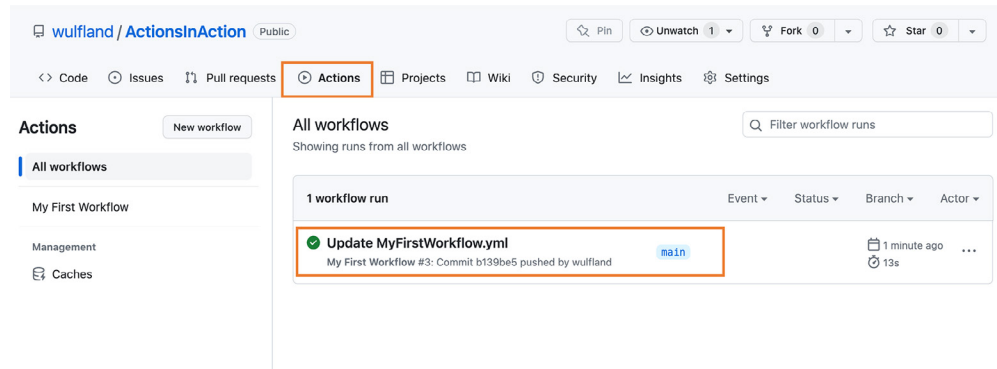 wulfland / ActionsInAction Public
Pin Unwatch 1 Fork 0 Star 0
Code Issues Pull requests Actions Projects Wiki Security Insights Settings
Actions New workflow
All workflows
My First Workflow
Management
Caches
All workflows
Showing runs from all workflows
Filter workflow runs
1 workflow run Event Status Branch Actor
Update MyFirstWorkflow.yml
My First Workflow #3: Commit b139be5 pushed by wulfland
main
1 minute ago
13s